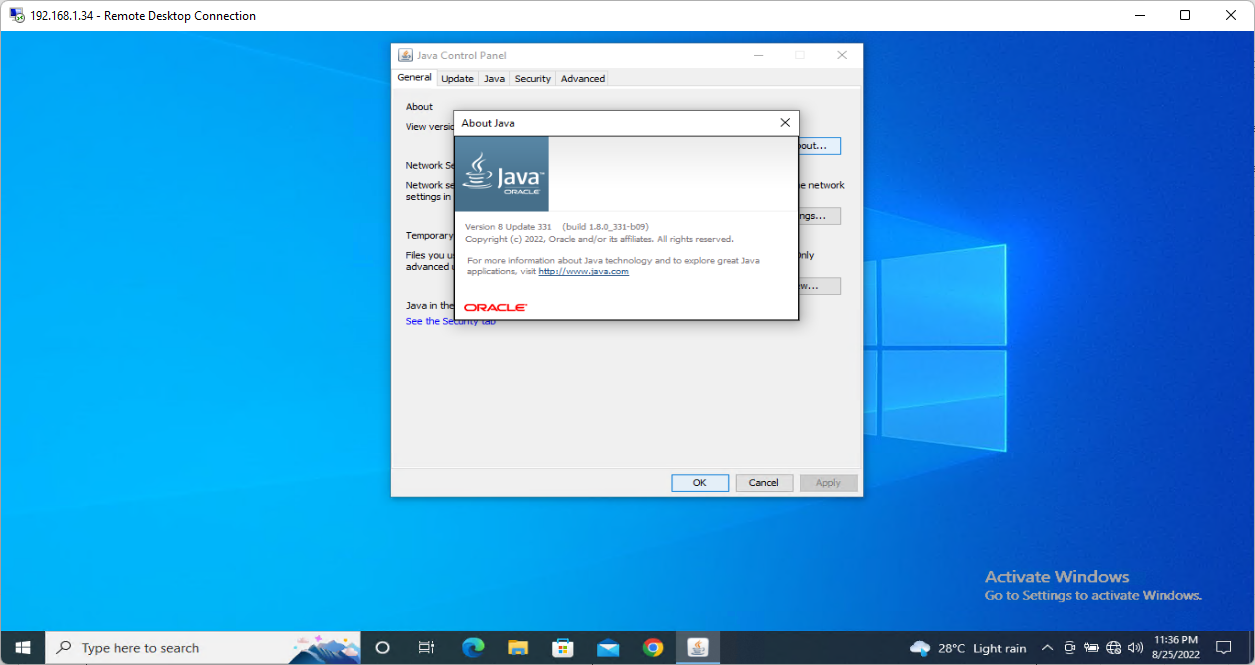 192.168.1.34 - Remote Desktop Connection
Java Control Panel
General Update Java Security Advanced
About
View versio
About Java
out...
Java
ORACLE
Network Se
Network se
e network
settings in
ngs...
Version 8 Update 331 (build 1.8.0_331-b09)
Copyright (c) 2022, Oracle and/or its affiliates. All rights reserved.
Temporary
Files you us
only
advanced u
For more information about Java technology and to explore great Java
applications, visit http://www.java.com
ew...
Java in the
ORACLE
See the Security tab
OK Cancel Apply
Activate Windows
Go to Settings to activate Windows.
Type here to search
28°C Light rain
11:36 PM
8/25/2022